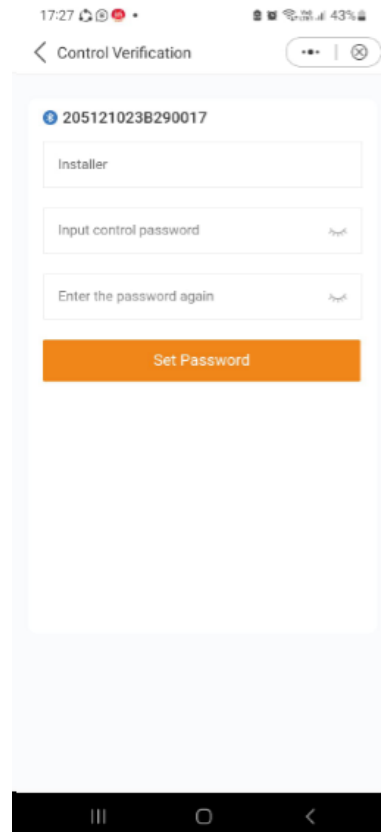 17:27
43%
Control Verification
205121023B290017
Installer
Input control password
Enter the password again
Set Password